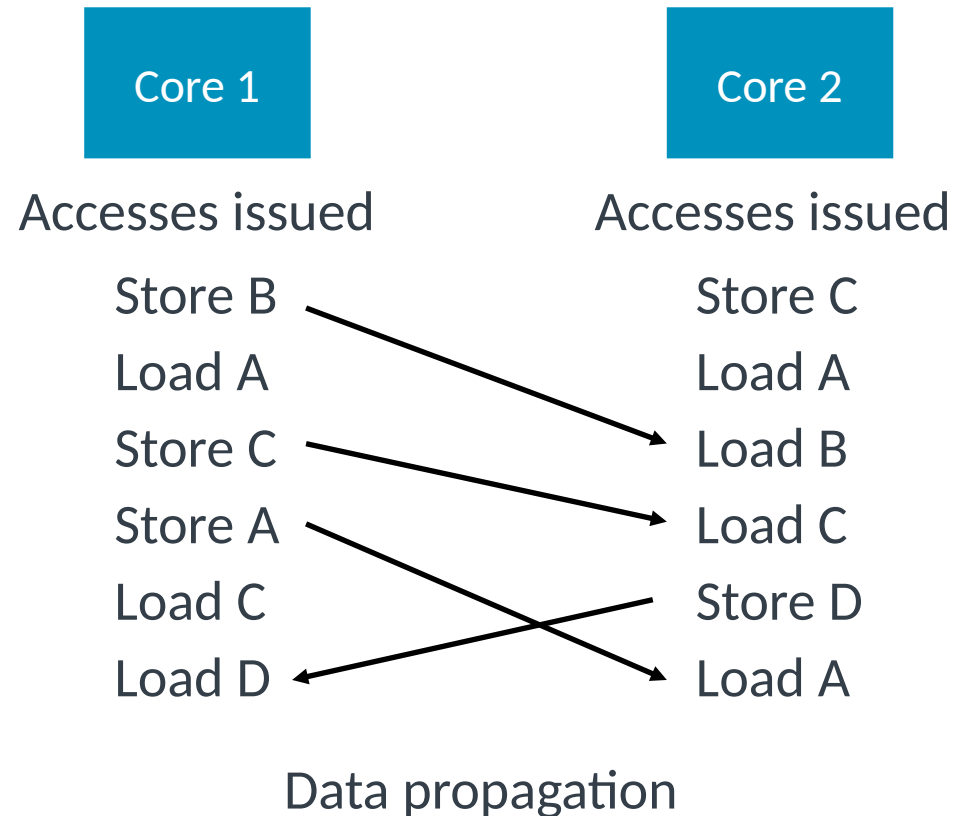 Core 1
Core 2
Accesses issued
Accesses issued
Store B
Store C
Load A
Load A
Store C
Load B
Store A
Load C
Load C
Store D
Load D
Load A
Data propagation